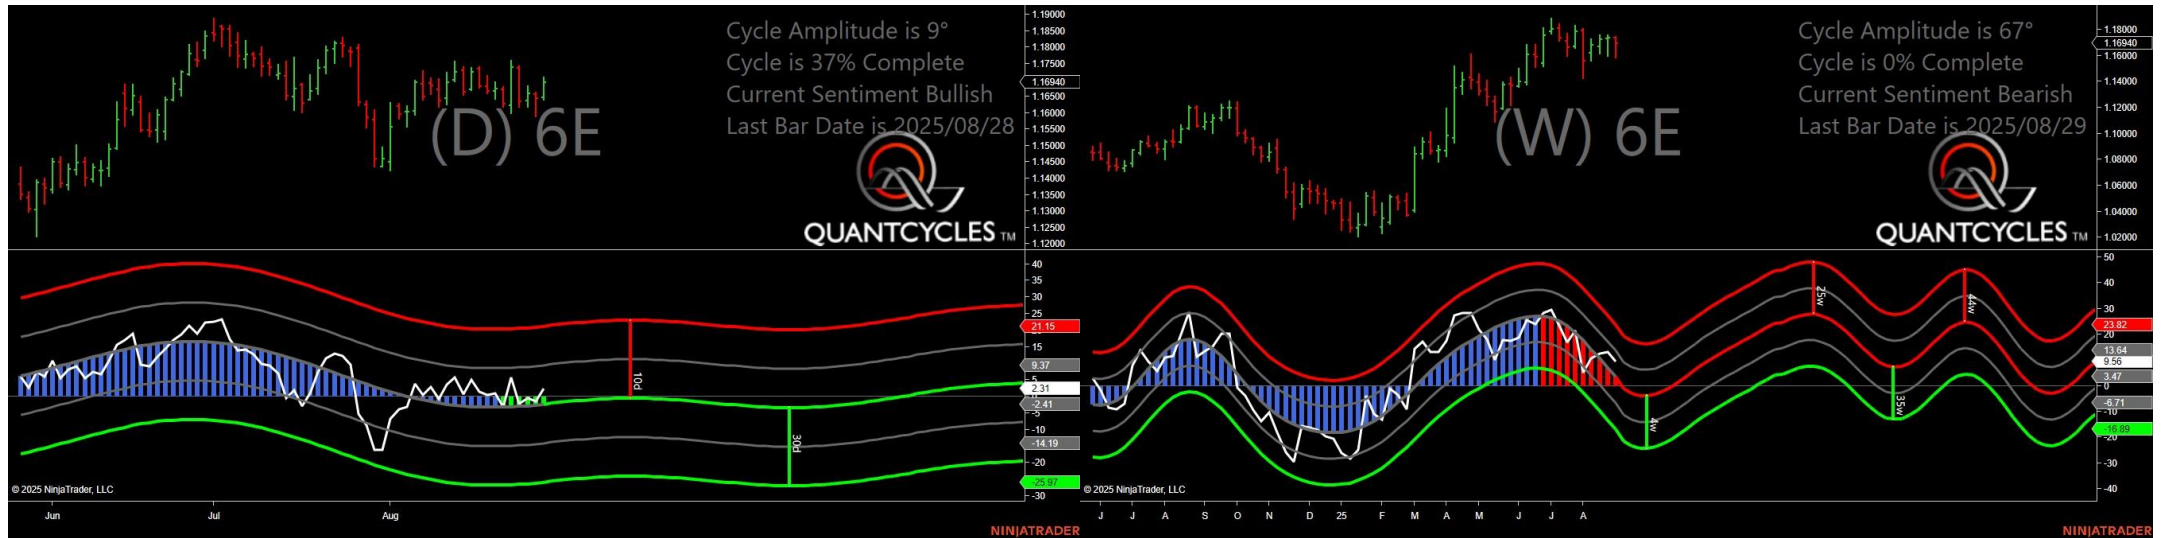 Cycle Amplitude is 9°
Cycle is 37% Complete
Current Sentiment Bullish
Last Bar Date is 2025/08/28
(D) 6E
QUANTCYCLES TM
1.19000
1.18500
1.18000
1.17500
1.16940
1.16500
1.16000
1.15500
1.15000
1.14500
1.14000
1.13500
1.13000
1.12500
1.12000
40
35
30
25
21.15
15
9.37
5
2.31
-2.41
-5
-10
-14.19
-20
-25.97
-30
10d
30d
© 2025 NinjaTrader, LLC
Jun
Jul
Aug
NINJATRADER
Cycle Amplitude is 67°
Cycle is 0% Complete
Current Sentiment Bearish
Last Bar Date is 2025/08/29
(W) 6E
QUANTCYCLES TM
1.18000
1.16940
1.16000
1.14000
1.12000
1.10000
1.08000
1.06000
1.04000
1.02000
50
40
30
23.82
20
13.64
9.56
3.47
0
-6.71
-10
-16.89
-20
-30
-40
4w
25w
35w
44w
© 2025 NinjaTrader, LLC
J
J
A
S
O
N
D
25
F
M
A
M
J
J
A
NINJATRADER